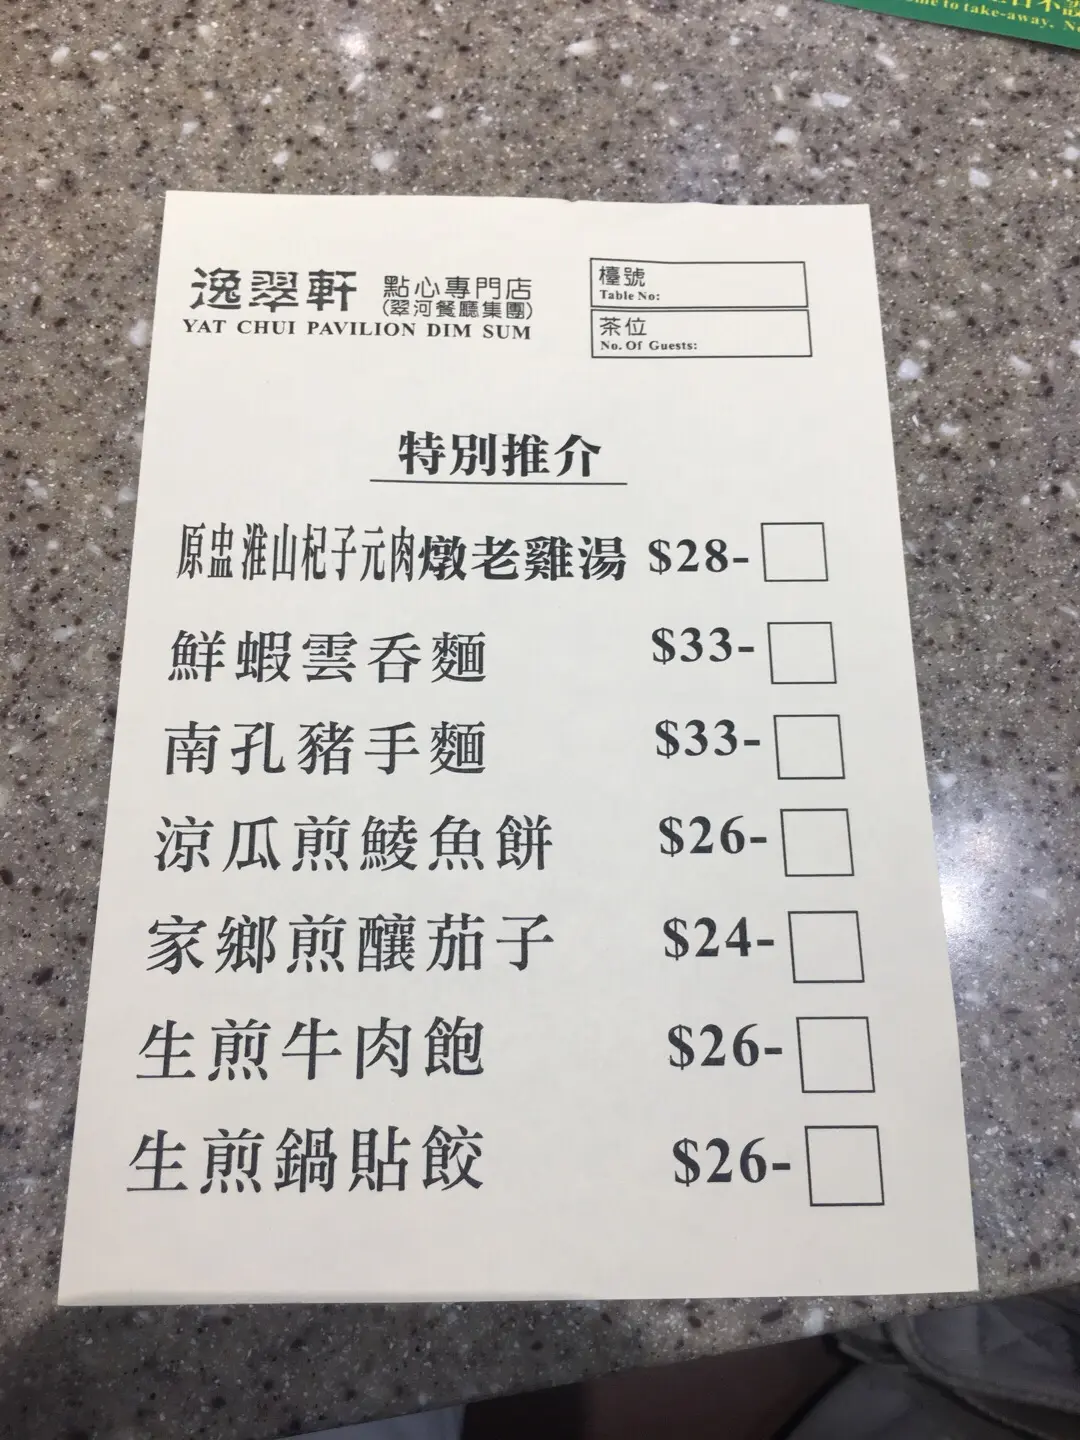 逸翠軒 點心專門店
(翠河餐廳集團)
YAT CHUI PAVILION DIM SUM
檯號
Table No:
茶位
No. Of Guests:
特別推介
原盅淮山杞子元肉燉老雞湯 $28-
鮮蝦雲吞麵 $33-
南孔豬手麵 $33-
涼瓜煎鯪魚餅 $26-
家鄉煎釀茄子 $24-
生煎牛肉飽 $26-
生煎鍋貼餃 $26-
to take-away.